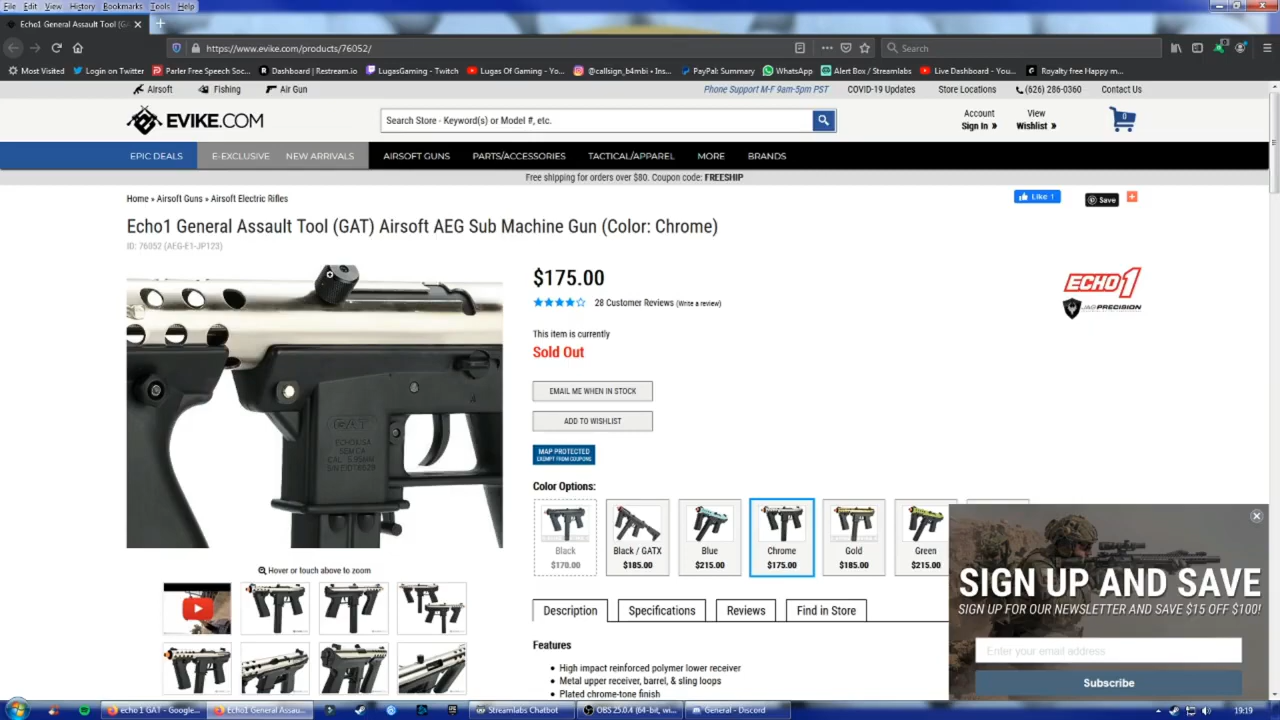 File Edit View History Bookmarks Tools Help
Echo1 General Assault Tool (GA
https://www.evike.com/products/76052/
Search
Most Visited Login on Twitter Parler Free Speech Soc... Dashboard | Restream.io LugasGaming - Twitch Lugas Of Gaming - Yo... @callsign_b4mbi • Ins... PayPal: Summary WhatsApp Alert Box / Streamlabs Live Dashboard - You... Royalty free Happy m...
Airsoft Fishing Air Gun Phone Support M-F 9am-5pm PST COVID-19 Updates Store Locations (626) 286-0360 Contact Us
EVIKE.COM
Search Store - Keyword(s) or Model #, etc.
Account
Sign In »
View
Wishlist »
0
EPIC DEALS E-EXCLUSIVE NEW ARRIVALS AIRSOFT GUNS PARTS/ACCESSORIES TACTICAL/APPAREL MORE BRANDS
Free shipping for orders over $80. Coupon code: FREESHIP
Home » Airsoft Guns » Airsoft Electric Rifles
Like 1
Save
Echo1 General Assault Tool (GAT) Airsoft AEG Sub Machine Gun (Color: Chrome)
ID: 76052 (AEG-E1-JP123)
$175.00
ECHO1
JAG PRECISION
28 Customer Reviews (Write a review)
This item is currently
Sold Out
EMAIL ME WHEN IN STOCK
ADD TO WISHLIST
GAT
MAP PROTECTED
EXEMPT FROM COUPONS
Color Options:
Black
$170.00
Black / GATX
$185.00
Blue
$215.00
Chrome
$175.00
Gold
$185.00
Green
$215.00
Hover or touch above to zoom
Description Specifications Reviews Find in Store
Features
High impact reinforced polymer lower receiver
Metal upper receiver, barrel, & sling loops
Plated chrome-tone finish
SIGN UP AND SAVE
SIGN UP FOR OUR NEWSLETTER AND SAVE $15 OFF $100!
Enter your email address
Subscribe
echo 1 GAT - Google... Echo1 General Assau... Streamlabs Chatbot OBS 25.0.4 (64-bit, w... General - Discord 19:19